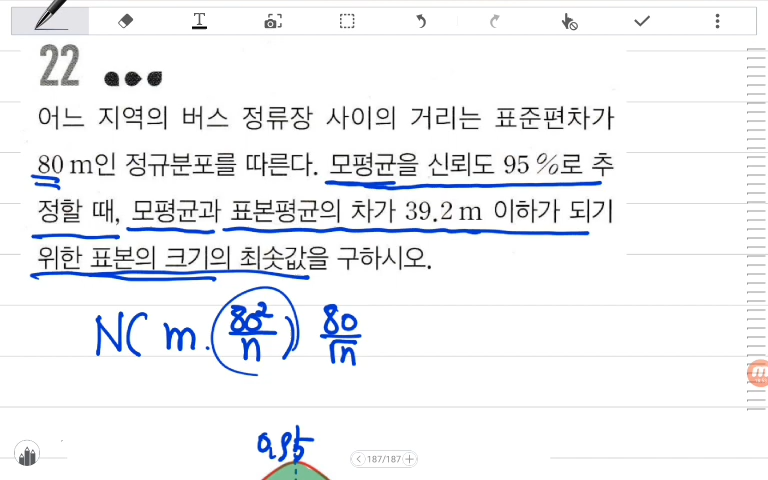 T
22
어느 지역의 버스 정류장 사이의 거리는 표준편차가
80 m인 정규분포를 따른다. 모평균을 신뢰도 95 %로 추
정할 때, 모평균과 표본평균의 차가 39.2 m 이하가 되기
위한 표본의 크기의 최솟값을 구하시오.
N( m. 80²/n ) 80/√n
0.95
187/187